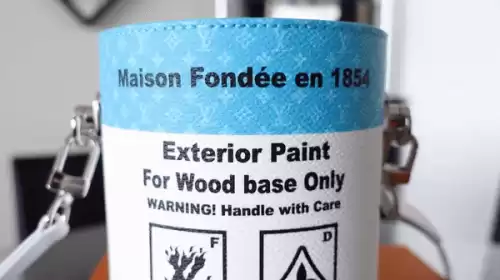 Maison Fondée en 1854
Exterior Paint
For Wood base Only
WARNING! Handle with Care
F
D